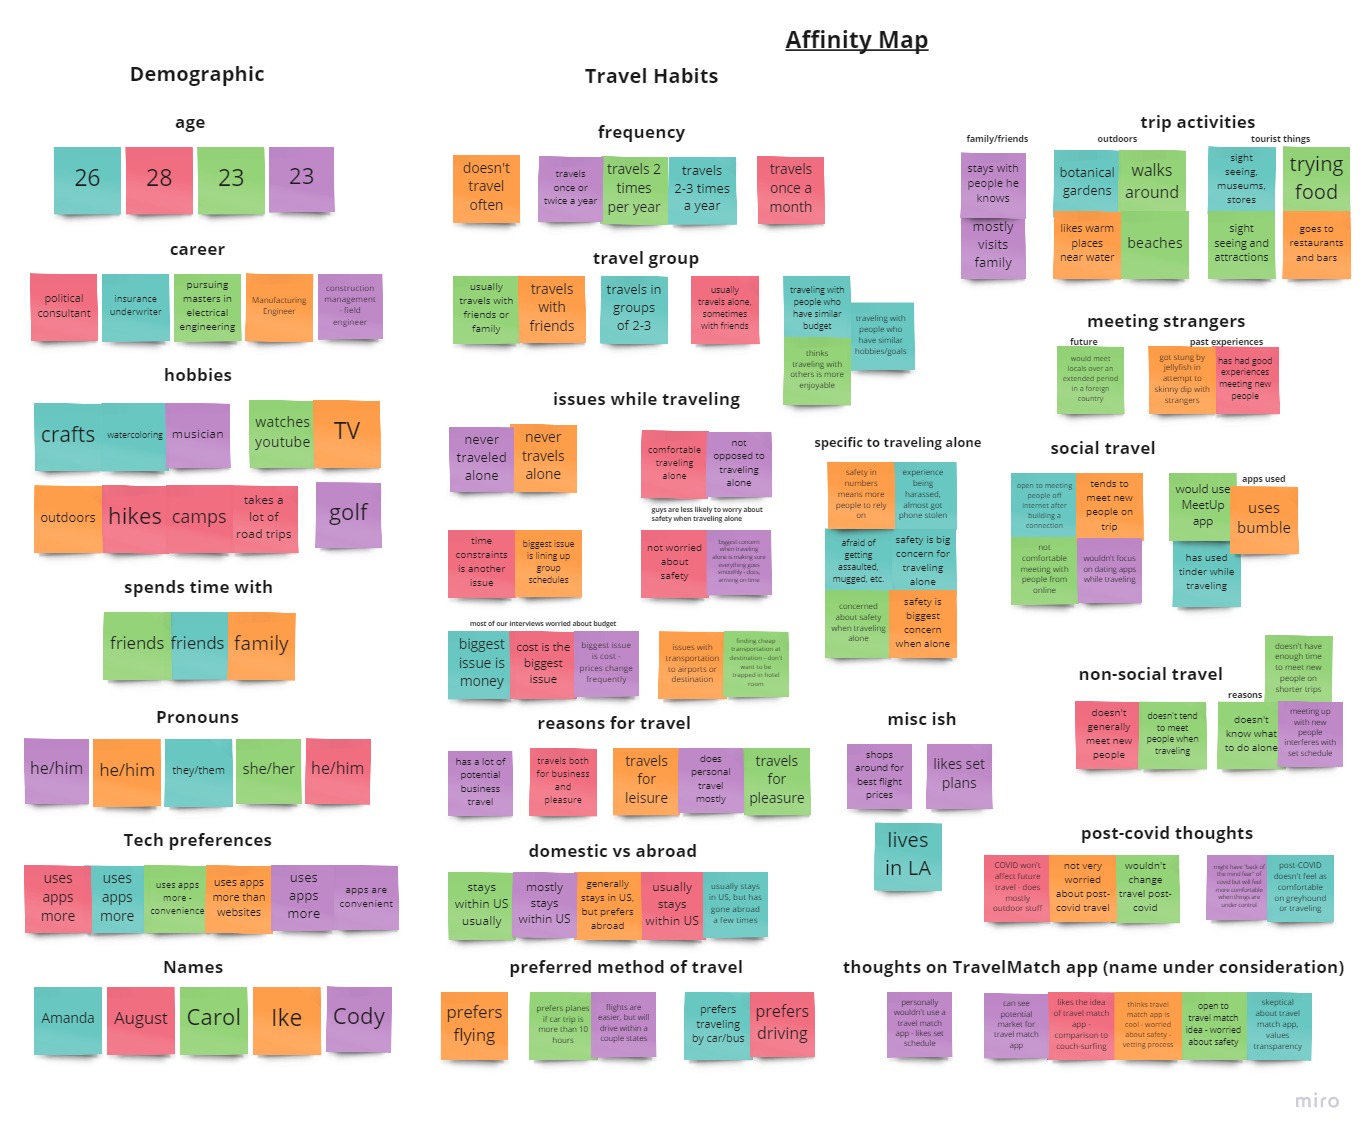 Affinity Map
Demographic
age
26
28
23
23
career
political
consultant
insurance
underwriter
pursuing
masters in
electrical
engineering
Manufacturing
Engineer
construction
management
- field
engineer
hobbies
crafts
watercoloring
musician
watches
youtube
TV
outdoors
hikes
camps
takes a
lot of
road trips
golf
spends time with
friends
friends
family
Pronouns
he/him
he/him
they/them
she/her
he/him
Tech preferences
uses
apps
more
uses
apps
more
uses apps
more -
convenience
uses apps
more than
websites
uses
apps
more
apps are
convenient
Names
Amanda
August
Carol
Ike
Cody
Travel Habits
frequency
doesn't
travel
often
travels
once or
twice a year
travels 2
times
per year
travels
2-3 times
a year
travels
once a
month
travel group
usually
travels with
friends or
family
travels
with
friends
travels in
groups
of 2-3
usually
travels alone,
sometimes
with friends
traveling with
people who
have similar
budget
traveling with
people who
have similar
hobbies/goals
thinks
traveling with
others is more
enjoyable
issues while traveling
never
traveled
alone
never
travels
alone
comfortable
traveling
alone
not
opposed to
traveling
alone
guys are less likely to worry about
safety when traveling alone
time
constraints
is another
issue
biggest issue
is lining up
group
schedules
not worried
about
safety
biggest concern
when traveling
alone is making sure
everything goes
smoothly - docs,
arriving on time
most of our interviews worried about budget
biggest
issue is
money
cost is the
biggest
issue
biggest issue
is cost -
prices change
frequently
issues with
transportation
to airports or
destination
finding cheap
transportation at
destination - don't
want to be
trapped in hotel
room
specific to traveling alone
safety in
numbers
means more
people to rely
on
experience
being
harassed,
almost got
phone stolen
afraid of
getting
assaulted,
mugged, etc.
safety is big
concern for
traveling
alone
concerned
about safety
when traveling
alone
safety is
biggest
concern
when alone
reasons for travel
has a lot of
potential
business
travel
travels both
for business
and
pleasure
travels
for
leisure
does
personal
travel
mostly
travels
for
pleasure
misc ish
shops
around for
best flight
prices
likes set
plans
lives
in LA
domestic vs abroad
stays
within US
usually
mostly
stays
within US
generally
stays in US,
but prefers
abroad
usually
stays
within US
usually stays
in US, but has
gone abroad
a few times
preferred method of travel
prefers
flying
prefers planes
if car trip is
more than 10
hours
flights are
easier, but will
drive within a
couple states
prefers
traveling
by car/bus
prefers
driving
trip activities
family/friends
outdoors
tourist things
stays with
people he
knows
mostly
visits
family
botanical
gardens
walks
around
likes warm
places
near water
beaches
sight
seeing,
museums,
stores
trying
food
sight
seeing and
attractions
goes to
restaurants
and bars
meeting strangers
future
past experiences
would meet
locals over an
extended period
in a foreign
country
got stung by
jellyfish in
attempt to
skinny dip with
strangers
has had good
experiences
meeting new
people
social travel
open to meeting
people off
internet after
building a
connection
tends to
meet new
people on
trip
not
comfortable
meeting with
people from
online
wouldn't focus
on dating apps
while traveling
apps used
would use
MeetUp
app
uses
bumble
has used
tinder while
traveling
non-social travel
reasons
doesn't
generally
meet new
people
doesn't tend
to meet
people when
traveling
doesn't have
enough time
to meet new
people on
shorter trips
doesn't
know what
to do alone
meeting up
with new
people
interferes with
set schedule
post-covid thoughts
COVID won't
affect future
travel - does
mostly
outdoor stuff
not very
worried
about post-
covid travel
wouldn't
change
travel post-
covid
might have "back of
the mind fear" of
covid but will feel
more comfortable
when things are
under control
post-COVID
doesn't feel as
comfortable
on greyhound
or traveling
thoughts on TravelMatch app (name under consideration)
personally
wouldn't use a
travel match
app - likes set
schedule
can see
potential
market for
travel match
app
likes the idea
of travel match
app -
comparison to
couch-surfing
thinks travel
match app is
cool - worried
about safety -
vetting process
open to
travel match
idea - worried
about safety
skeptical
about travel
match app,
values
transparency
miro